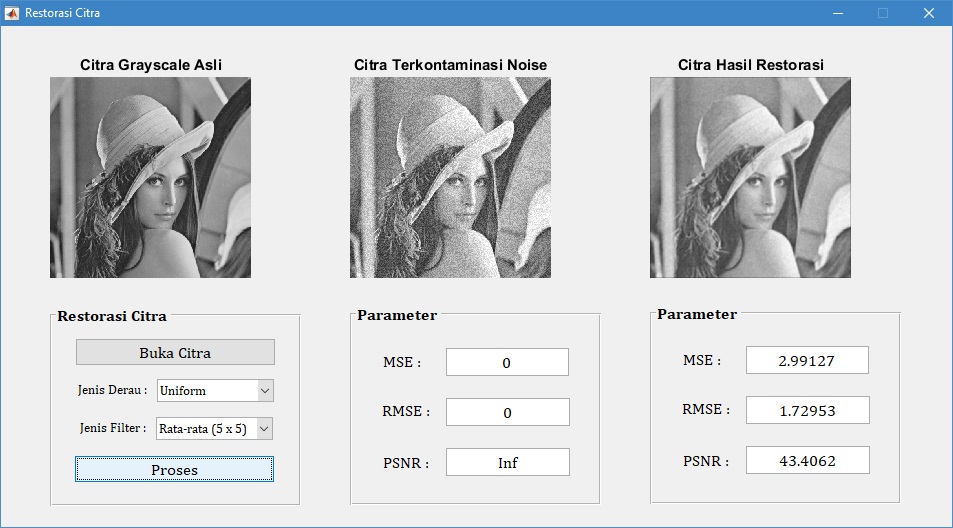 Restorasi Citra
Citra Grayscale Asli
Citra Terkontaminasi Noise
Citra Hasil Restorasi
Restorasi Citra
Buka Citra
Jenis Derau : Uniform
Jenis Filter : Rata-rata (5 x 5)
Proses
Parameter
MSE : 0
RMSE : 0
PSNR : Inf
Parameter
MSE : 2.99127
RMSE : 1.72953
PSNR : 43.4062